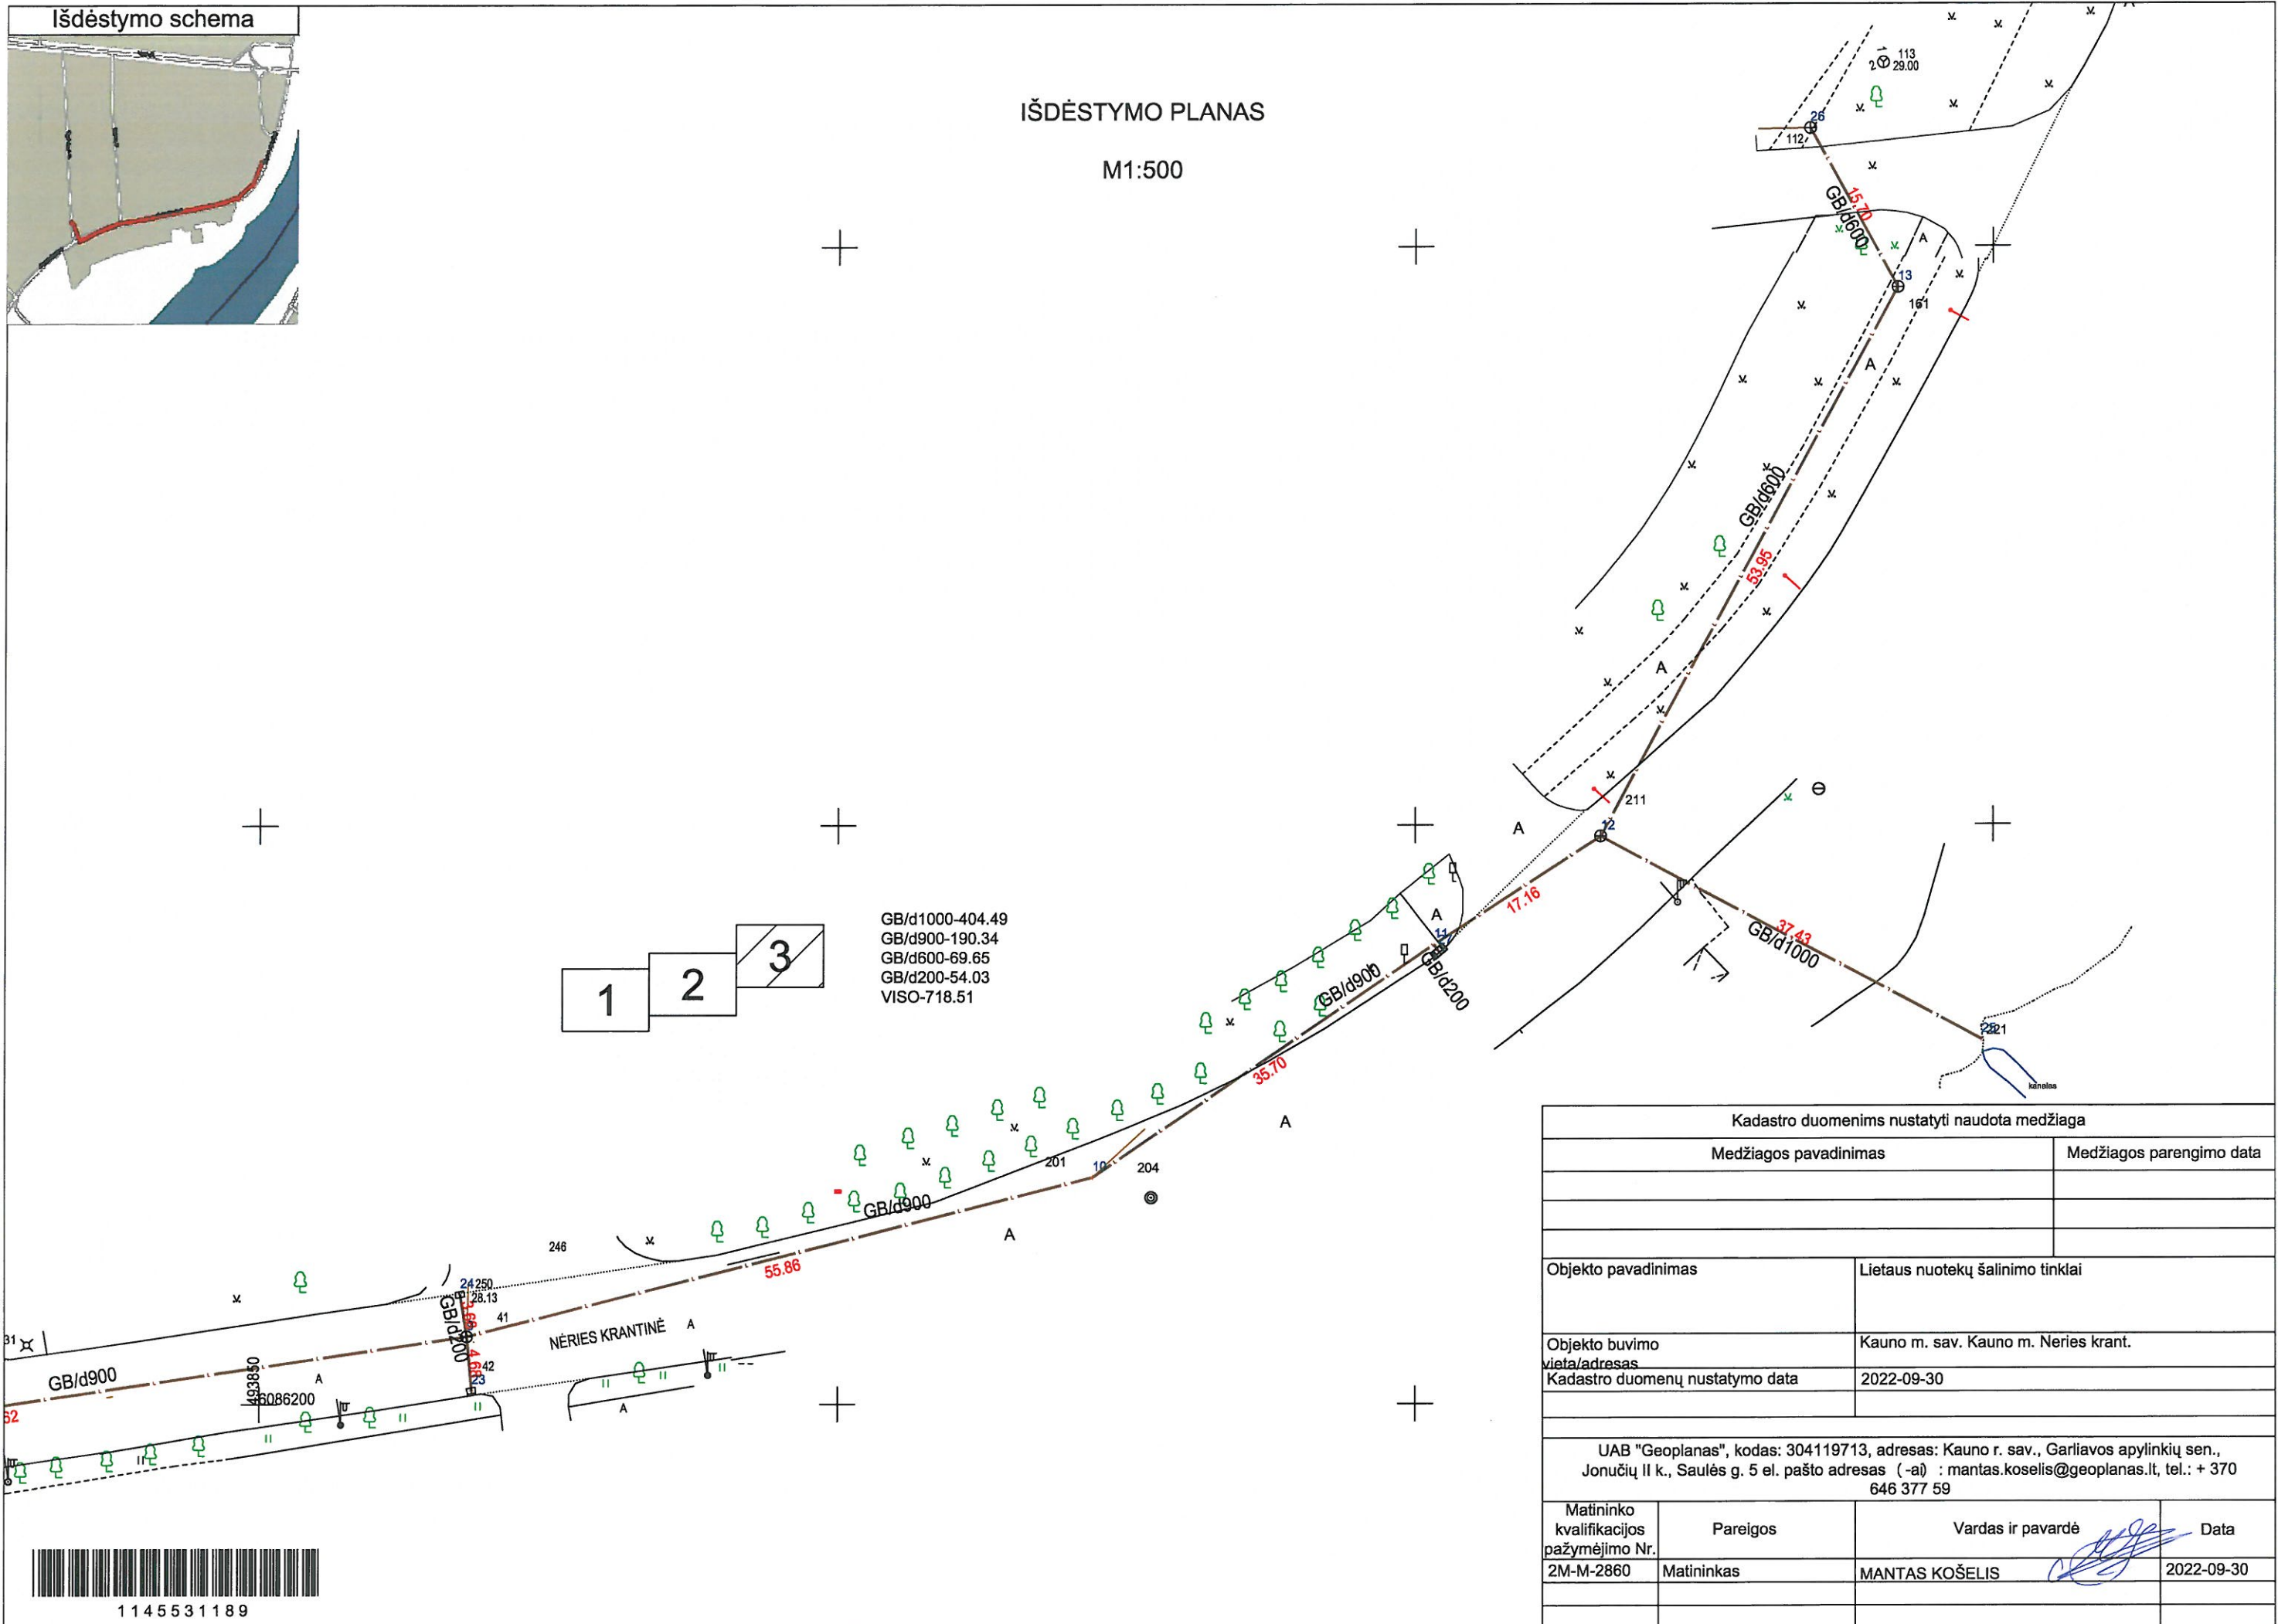 Išdėstymo schema
IŠDĖSTYMO PLANAS
M1:500
1
2
113
29.00
26
112
15.70
GB/d600
A
13
161
A
GB/d600
53.95
A
211
12
A
17.16
A
11
GB/d200
GB/d900
37.43
GB/d1000
221
kanalas
35.70
A
1
2
3
GB/d1000-404.49
GB/d900-190.34
GB/d600-69.65
GB/d200-54.03
VISO-718.51
201
10
204
GB/d900
A
246
55.86
24
250
28.13
GB/d200
41
4.68
42
23
NĖRIES KRANTINĖ
A
A
31
GB/d900
A
493850
6086200
62
1145531189
Kadastro duomenims nustatyti naudota medžiaga
Medžiagos pavadinimas
Medžiagos parengimo data
Objekto pavadinimas
Lietaus nuotekų šalinimo tinklai
Objekto buvimo
vieta/adresas
Kauno m. sav. Kauno m. Neries krant.
Kadastro duomenų nustatymo data
2022-09-30
UAB "Geoplanas", kodas: 304119713, adresas: Kauno r. sav., Garliavos apylinkių sen.,
Jonučių II k., Saulės g. 5 el. pašto adresas (-ai) : mantas.koselis@geoplanas.lt, tel.: + 370
646 377 59
Matininko
kvalifikacijos
pažymėjimo Nr.
Pareigos
Vardas ir pavardė
Data
2M-M-2860
Matininkas
MANTAS KOŠELIS
2022-09-30